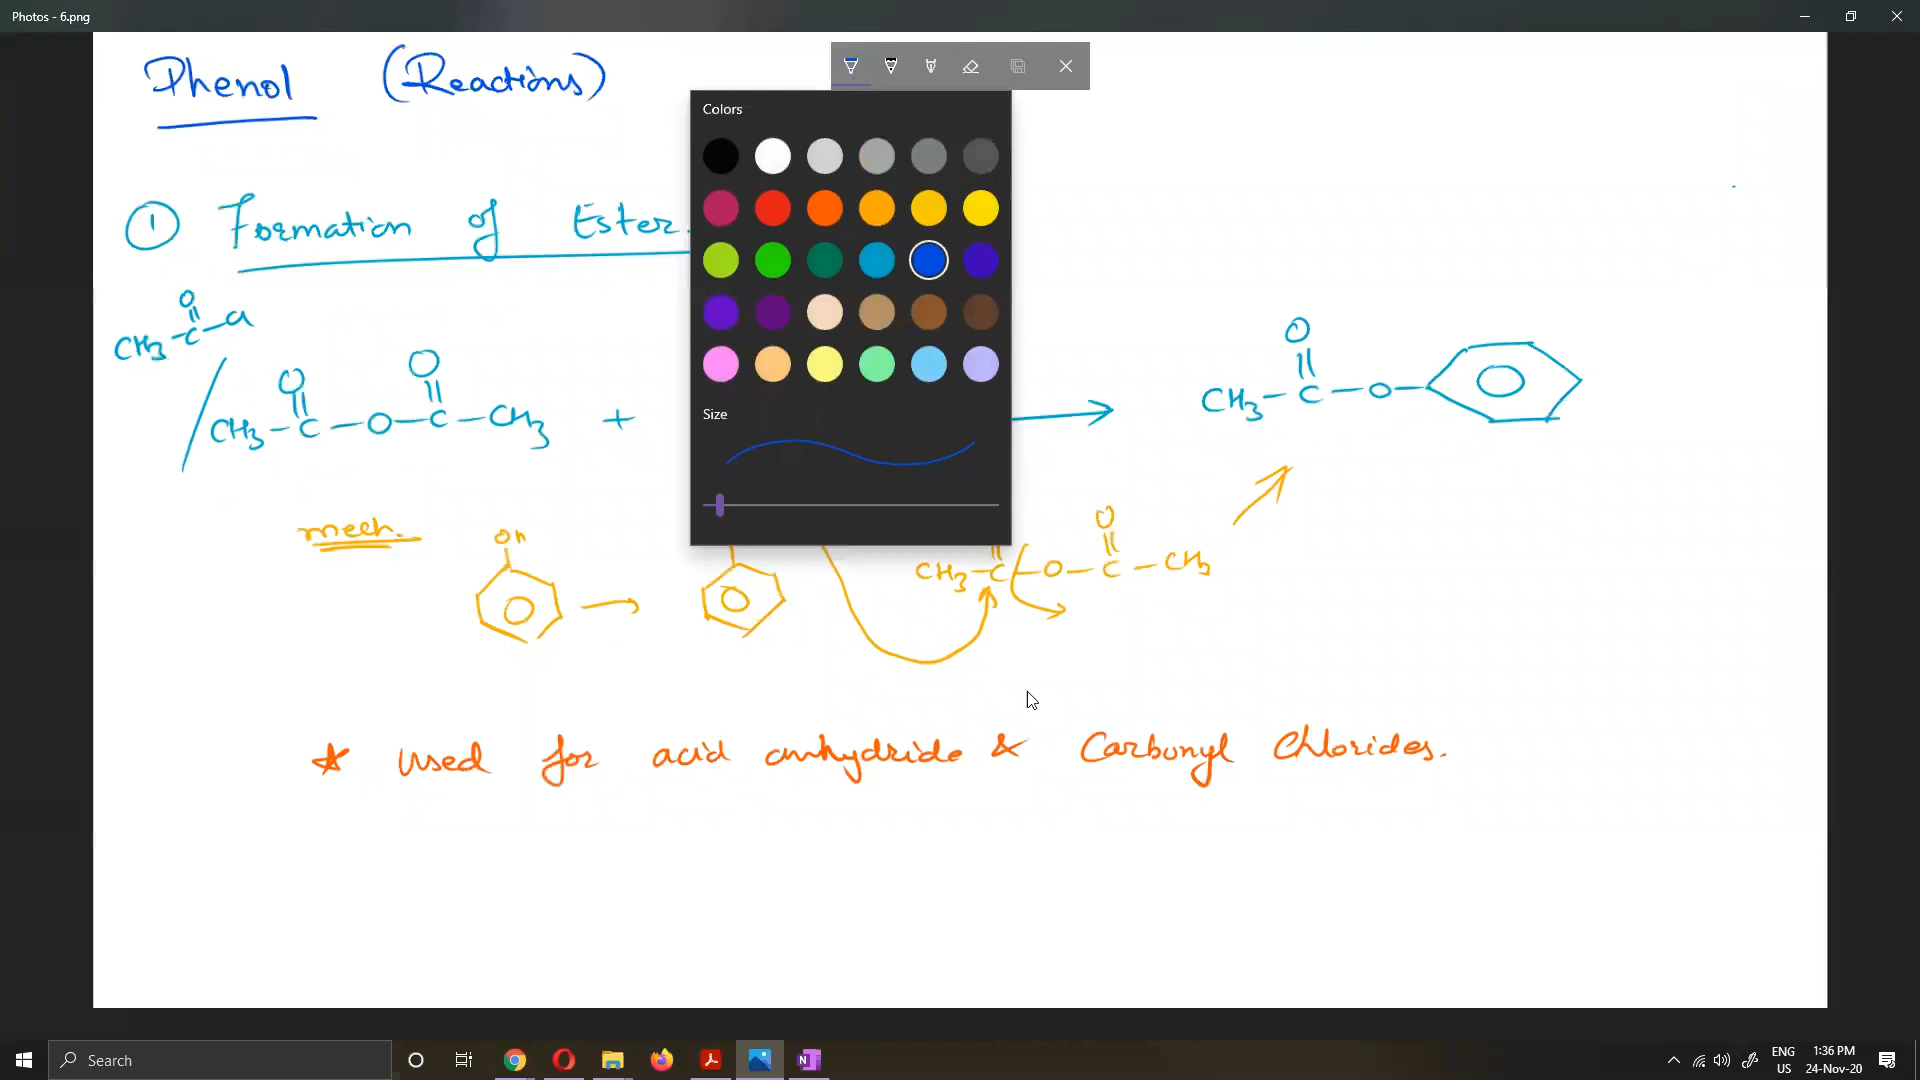 Photos - 6.png
Phenol (Reactions)
Colors
① Formation of Ester.
O
CH3 - C - Cl
O O O
CH3 - C - O - C - CH3 + → CH3 - C - O -
Size
mech.
OH O
CH3 - C - O - C - CH3
★ used for acid anhydride & Carbonyl Chlorides.
Search
ENG
US
1:36 PM
24-Nov-20